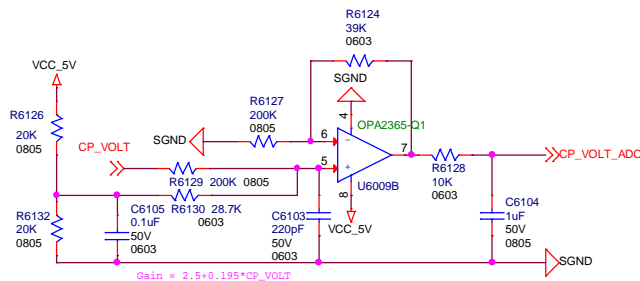 R6124
39K
0603
VCC_5V
SGND
R6127
200K
0805
4
OPA2365-Q1
R6126
20K
0805
CP_VOLT
SGND
6
7
CP_VOLT_ADC
5
R6129 200K 0805
R6128
10K
0603
U6009B
8
R6132
20K
0805
C6105
0.1uF
50V
0603
R6130 28.7K
0603
C6103
220pF
50V
0603
VCC_5V
C6104
1uF
50V
0805
SGND
Gain = 2.5+0.195*CP_VOLT